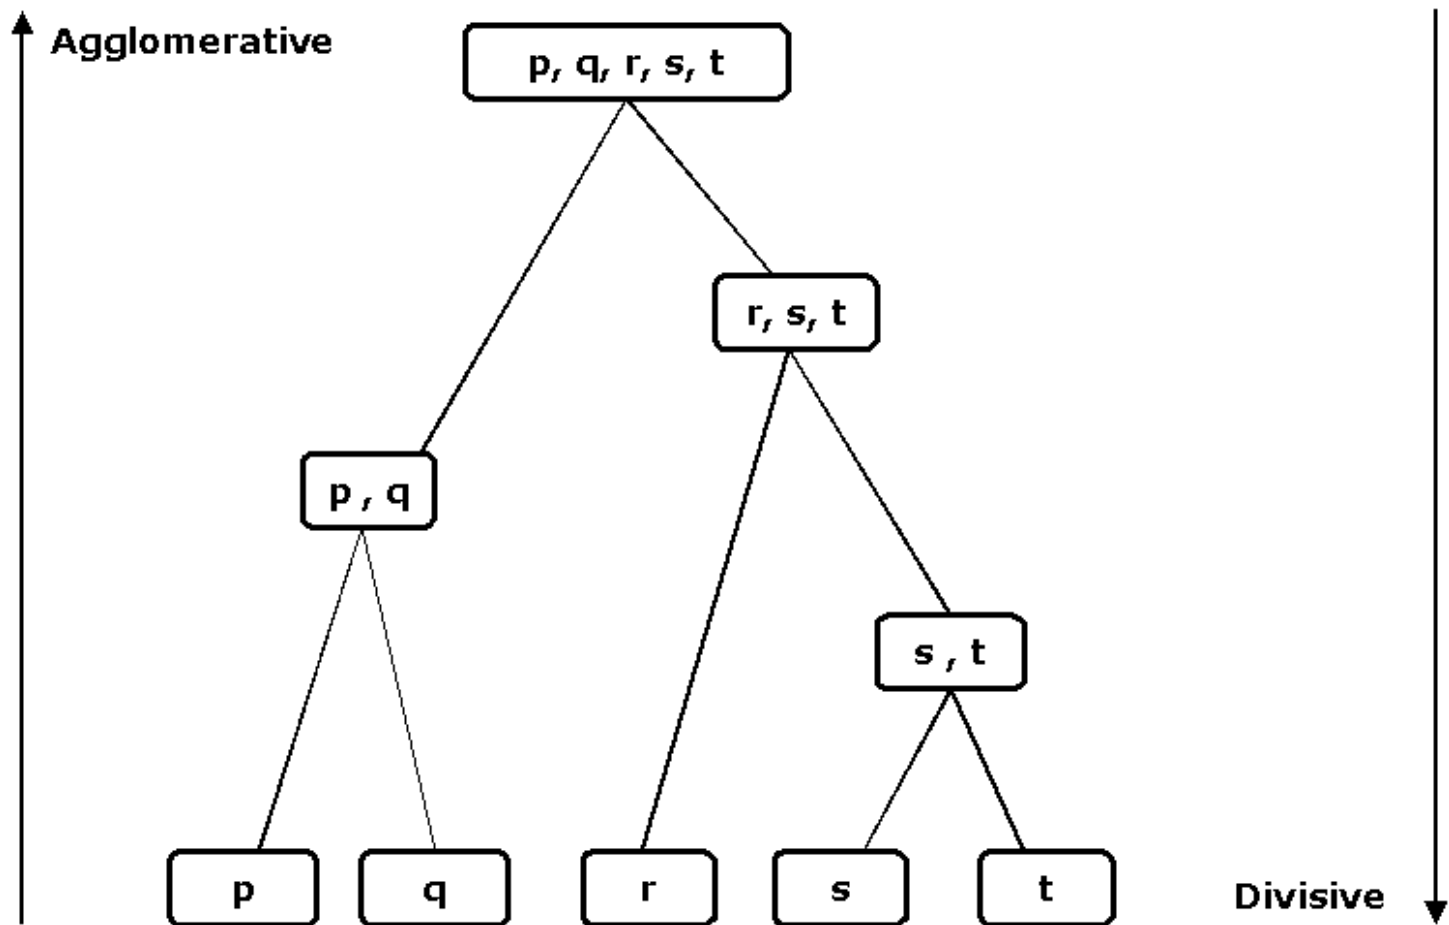 Agglomerative
p, q, r, s, t
r, s, t
p , q
s , t
p
q
r
s
t
Divisive